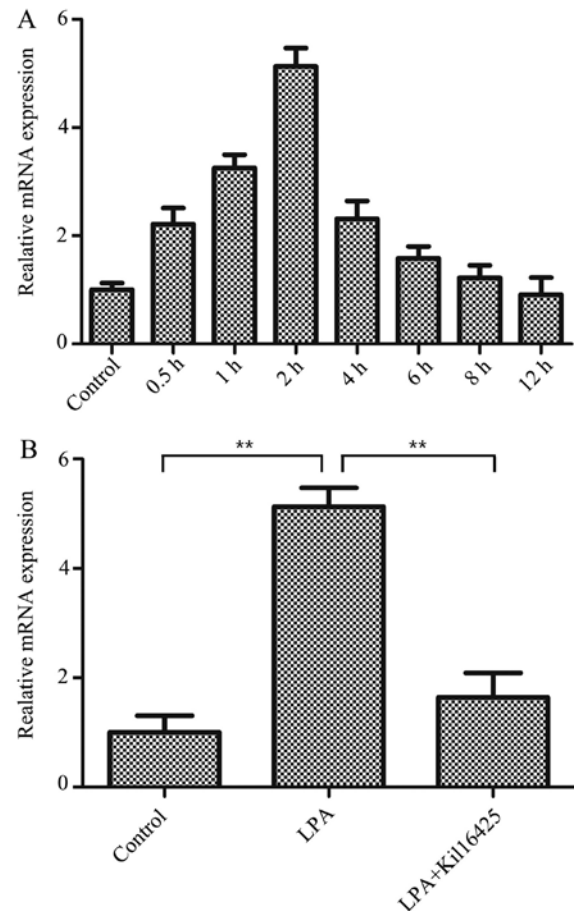 A
Realative mRNA expression
6
4
2
0
Control
0.5 h
1 h
2 h
4 h
6 h
8 h
12 h
B
Realative mRNA expression
**
**
6
4
2
0
Control
LPA
LPA+Kil16425